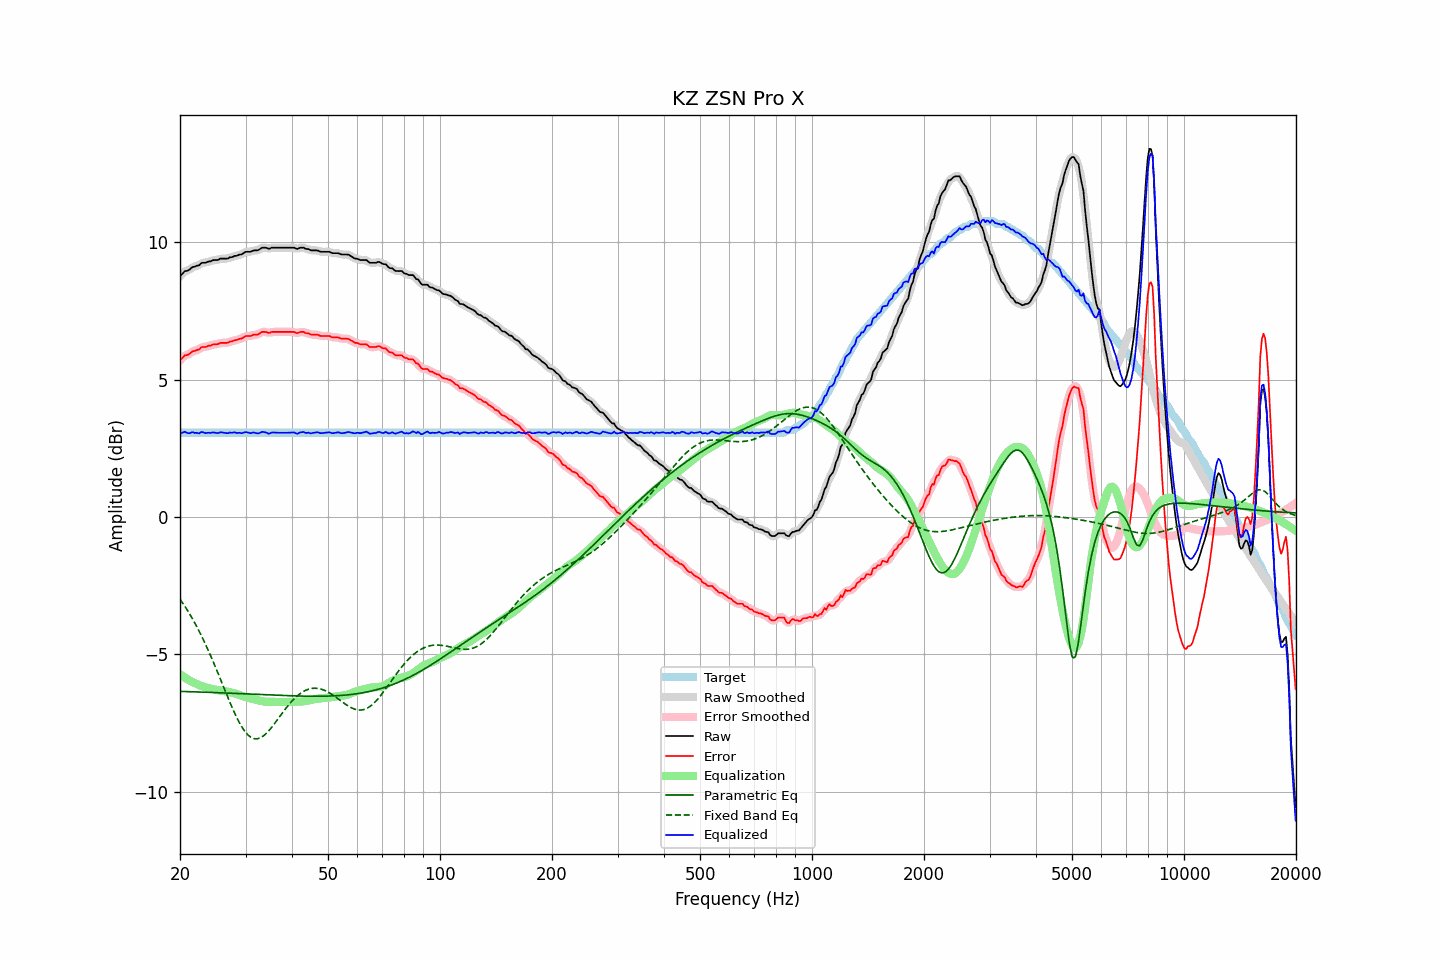 KZ ZSN Pro X
Amplitude (dBr)
10
5
0
−5
−10
Target
Raw Smoothed
Error Smoothed
Raw
Error
Equalization
Parametric Eq
Fixed Band Eq
Equalized
20 50 100 200 500 1000 2000 5000 10000 20000
Frequency (Hz)